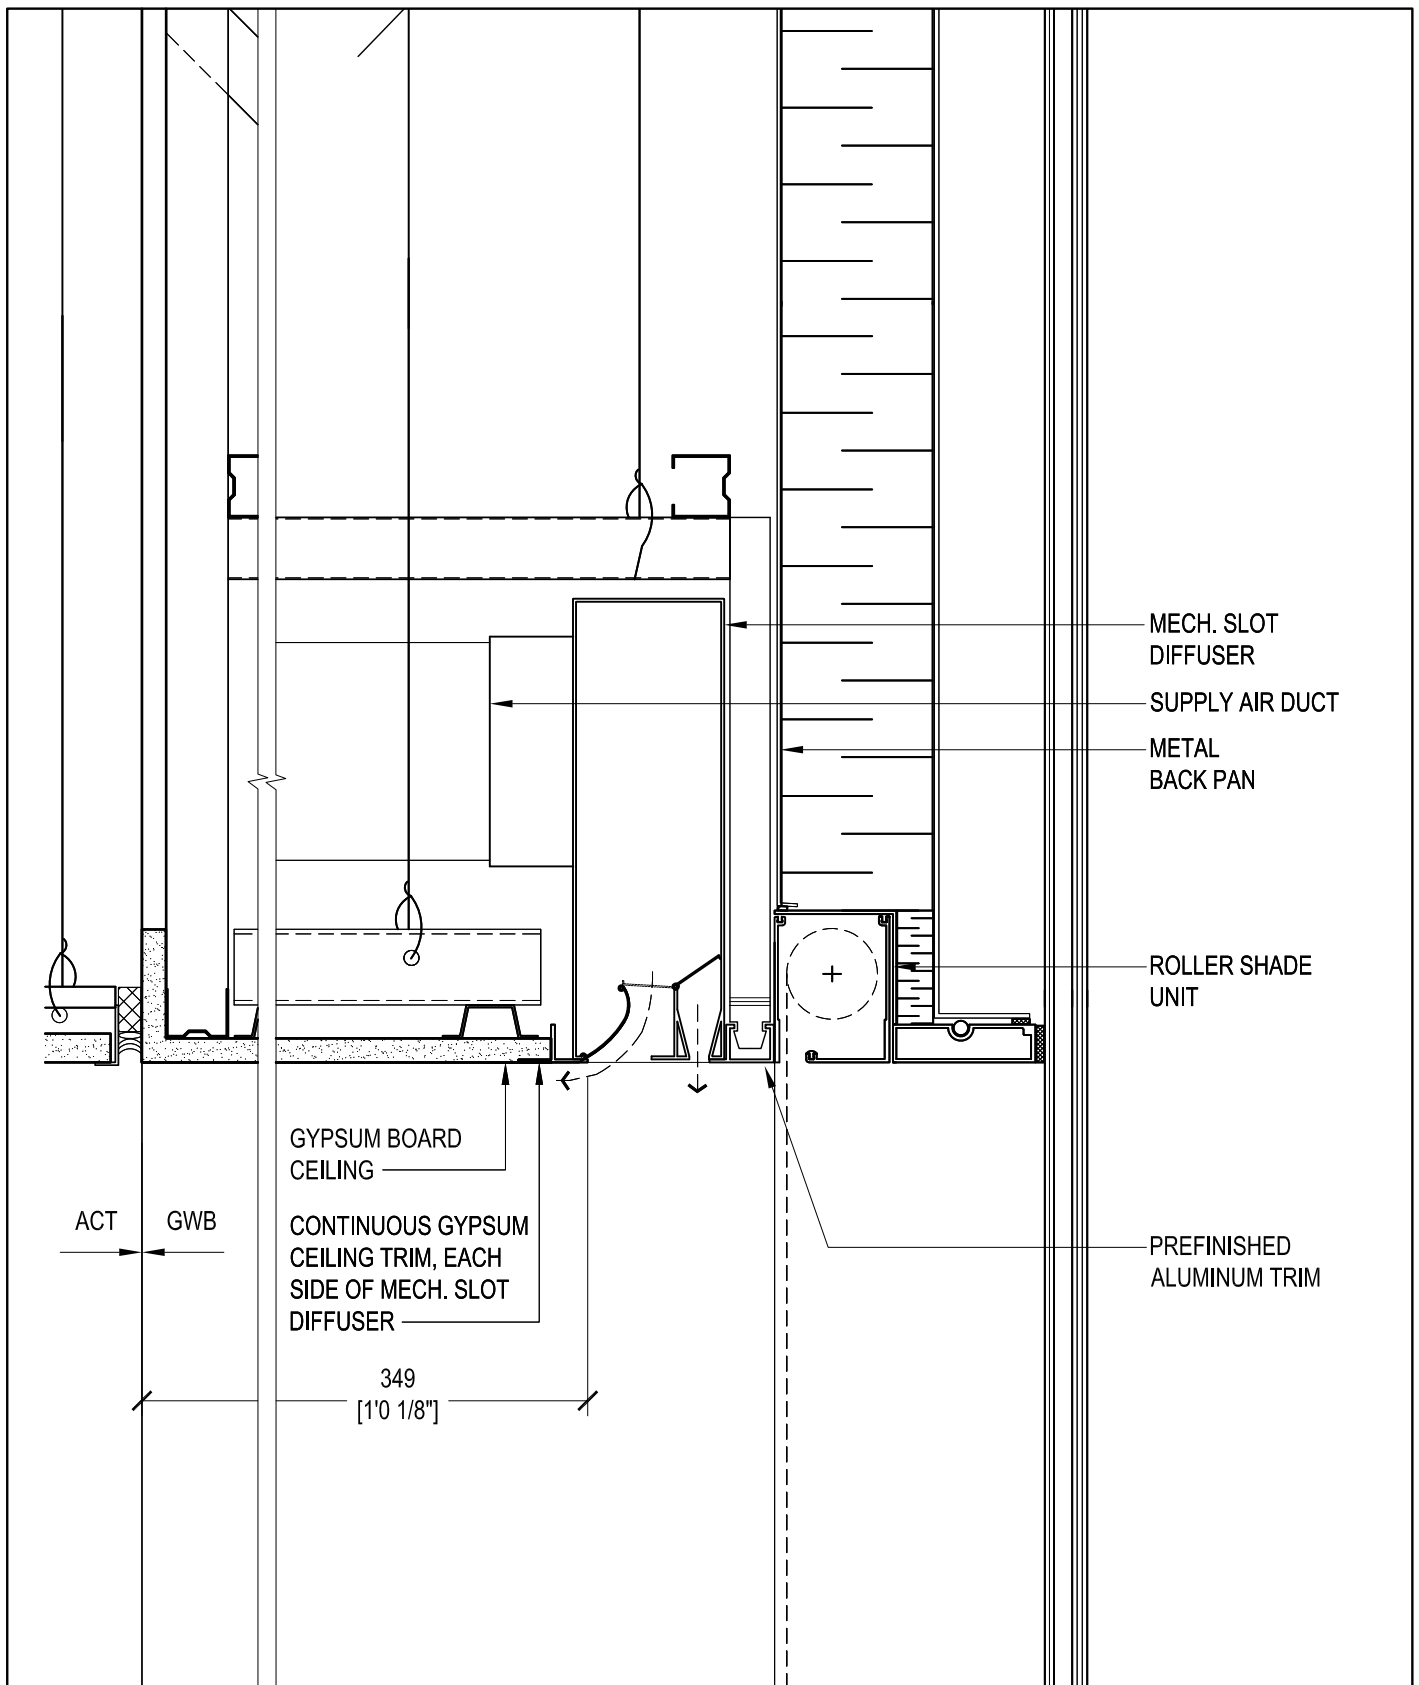 MECH. SLOT
DIFFUSER
SUPPLY AIR DUCT
METAL
BACK PAN
ROLLER SHADE
UNIT
GYPSUM BOARD
CEILING
ACT
GWB
CONTINUOUS GYPSUM
CEILING TRIM, EACH
SIDE OF MECH. SLOT
DIFFUSER
PREFINISHED
ALUMINUM TRIM
349
[1'0 1/8"]